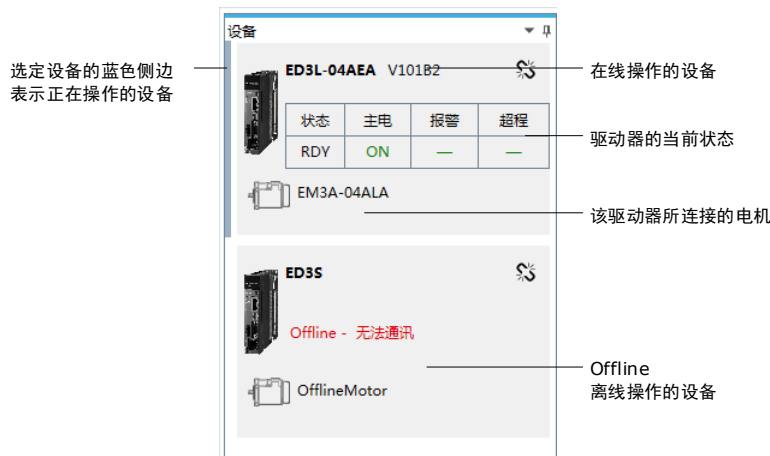 设备
选定设备的蓝色侧边
表示正在操作的设备
ED3L-04AEA V101B2
在线操作的设备
状态 主电 报警 超程
RDY ON — —
驱动器的当前状态
EM3A-04ALA
该驱动器所连接的电机
ED3S
Offline - 无法通讯
OfflineMotor
Offline
离线操作的设备